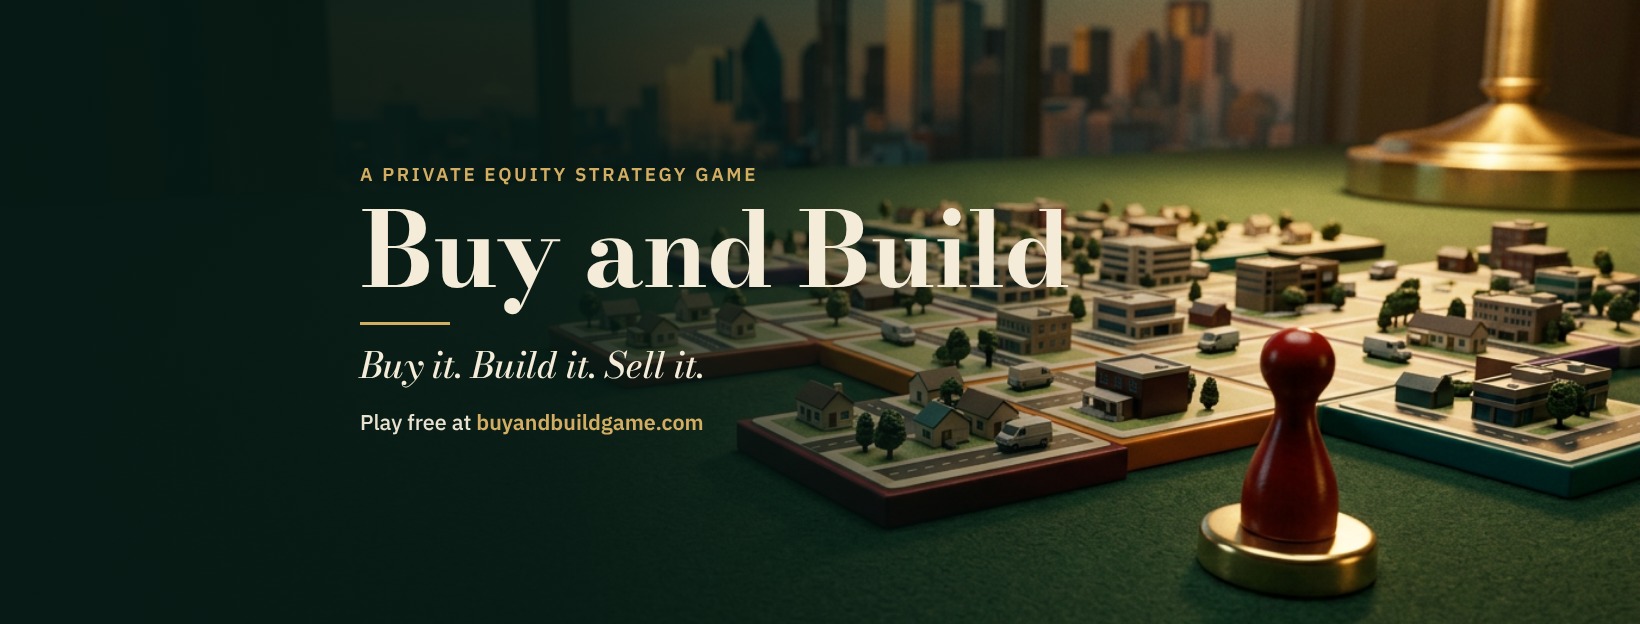 A PRIVATE EQUITY STRATEGY GAME
Buy and Build
Buy it. Build it. Sell it.
Play free at buyandbuildgame.com